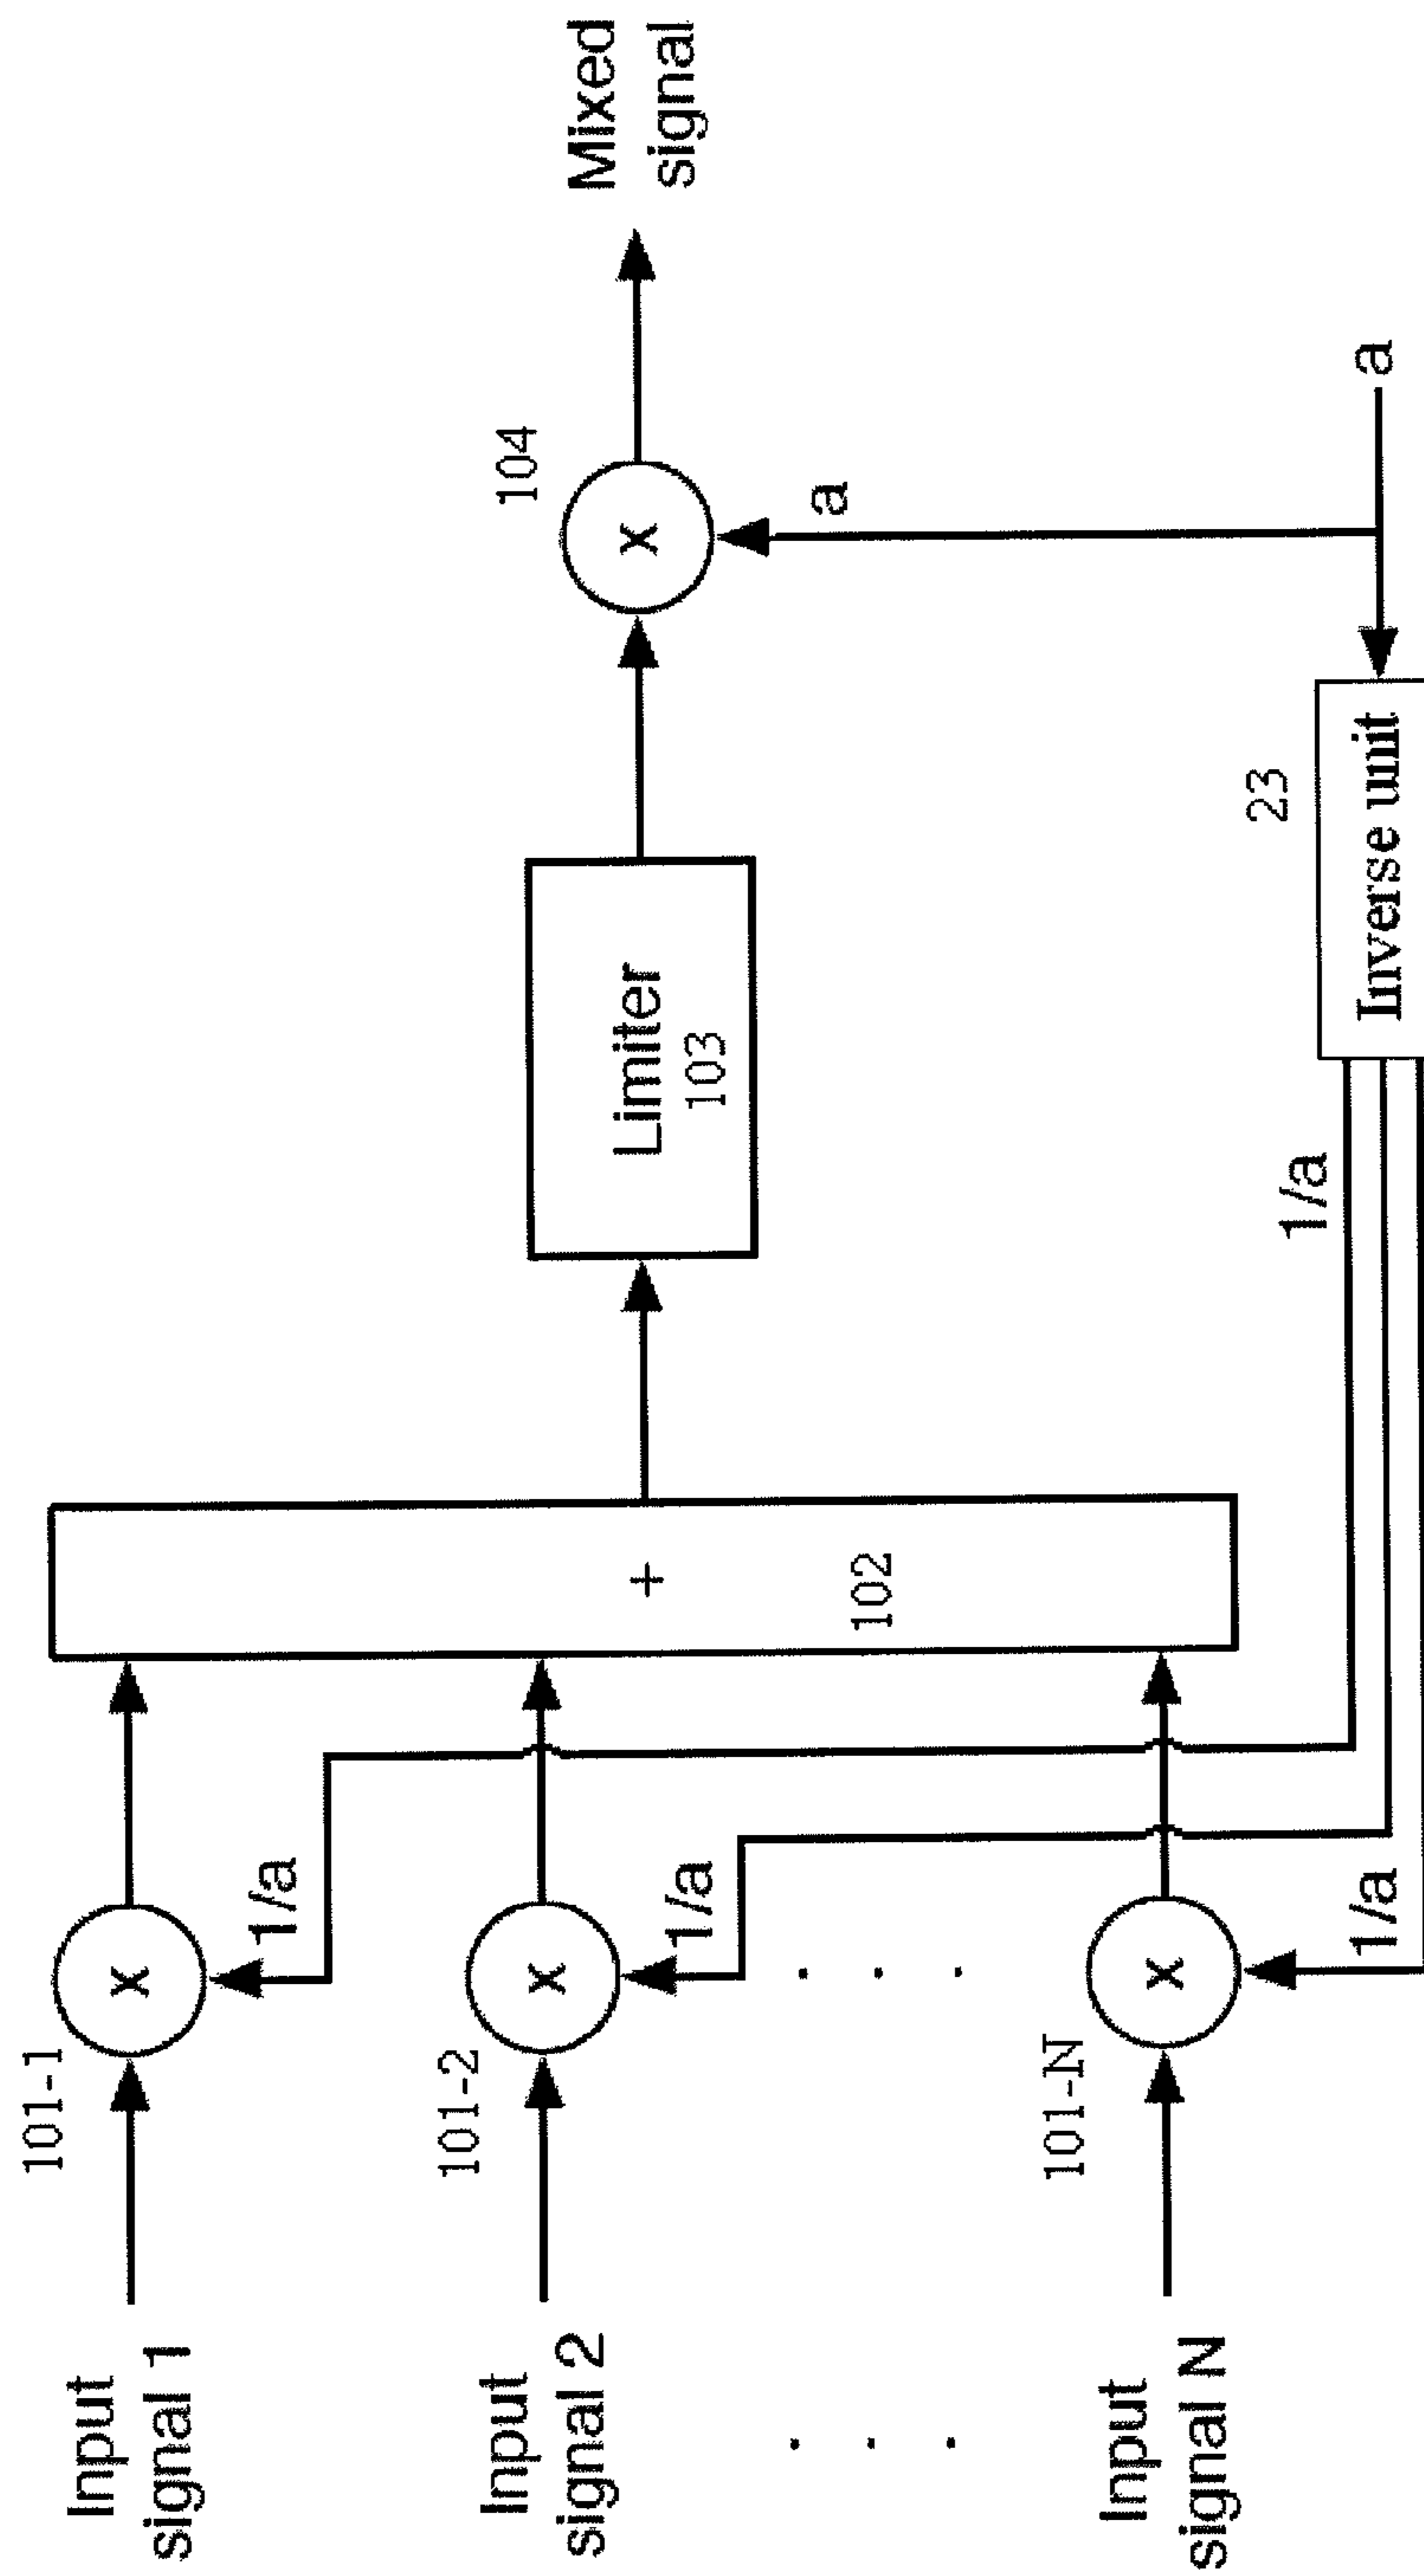 101-1
Input
signal 1
x
1/a
101-2
Input
signal 2
x
1/a
101-N
Input
signal N
x
1/a
+
102
Limiter
103
104
x
a
Mixed
signal
1/a
23
Inverse unit
a